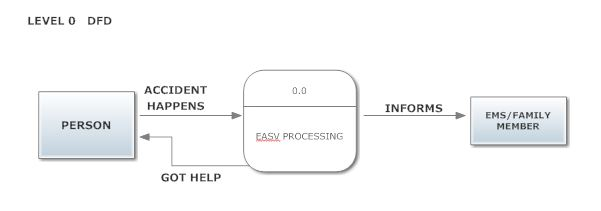 LEVEL 0 DFD
ACCIDENT
HAPPENS
0.0
PERSON
EASV PROCESSING
INFORMS
EMS/FAMILY
MEMBER
GOT HELP